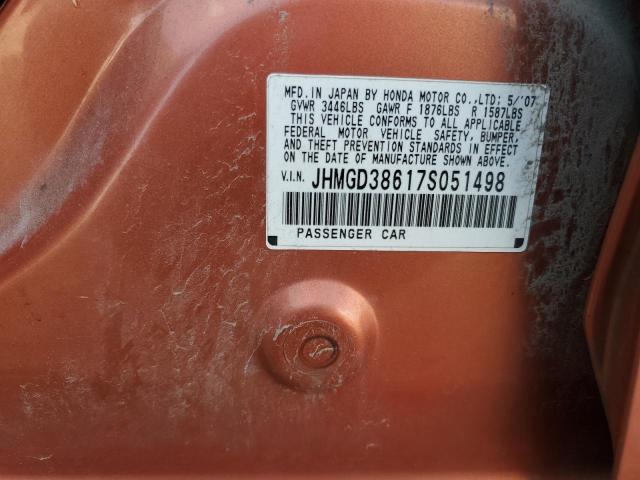 MFD. IN JAPAN BY HONDA MOTOR CO., LTD: 5/'07
GVWR 3446LBS GAWR F 1876LBS R 1587LBS
THIS VEHICLE CONFORMS TO ALL APPLICABLE
FEDERAL MOTOR VEHICLE SAFETY, BUMPER,
AND THEFT PREVENTION STANDARDS IN EFFECT
ON THE DATE OF MANUFACTURE SHOWN ABOVE.
V.I.N. JHMGD38617S051498
PASSENGER CAR